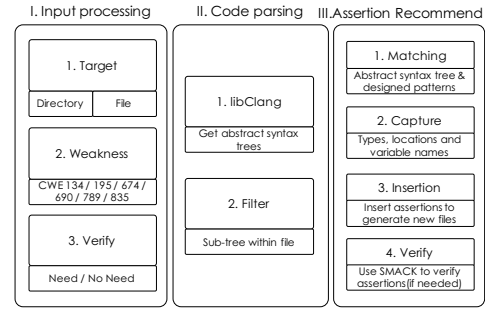 I. Input processing
1. Target
Directory File
2. Weakness
CWE134 / 195 / 674 /
690 / 789 / 835
3. Verify
Need / No Need
II. Code parsing
1. libClang
Get abstract syntax
trees
2. Filter
Sub-tree within file
III.Assertion Recommend
1. Matching
Abstract syntax tree &
designed patterns
2. Capture
Types, locations and
variable names
3. Insertion
Insert assertions to
generate new files
4. Verify
Use SMACK to verify
assertions(if needed)